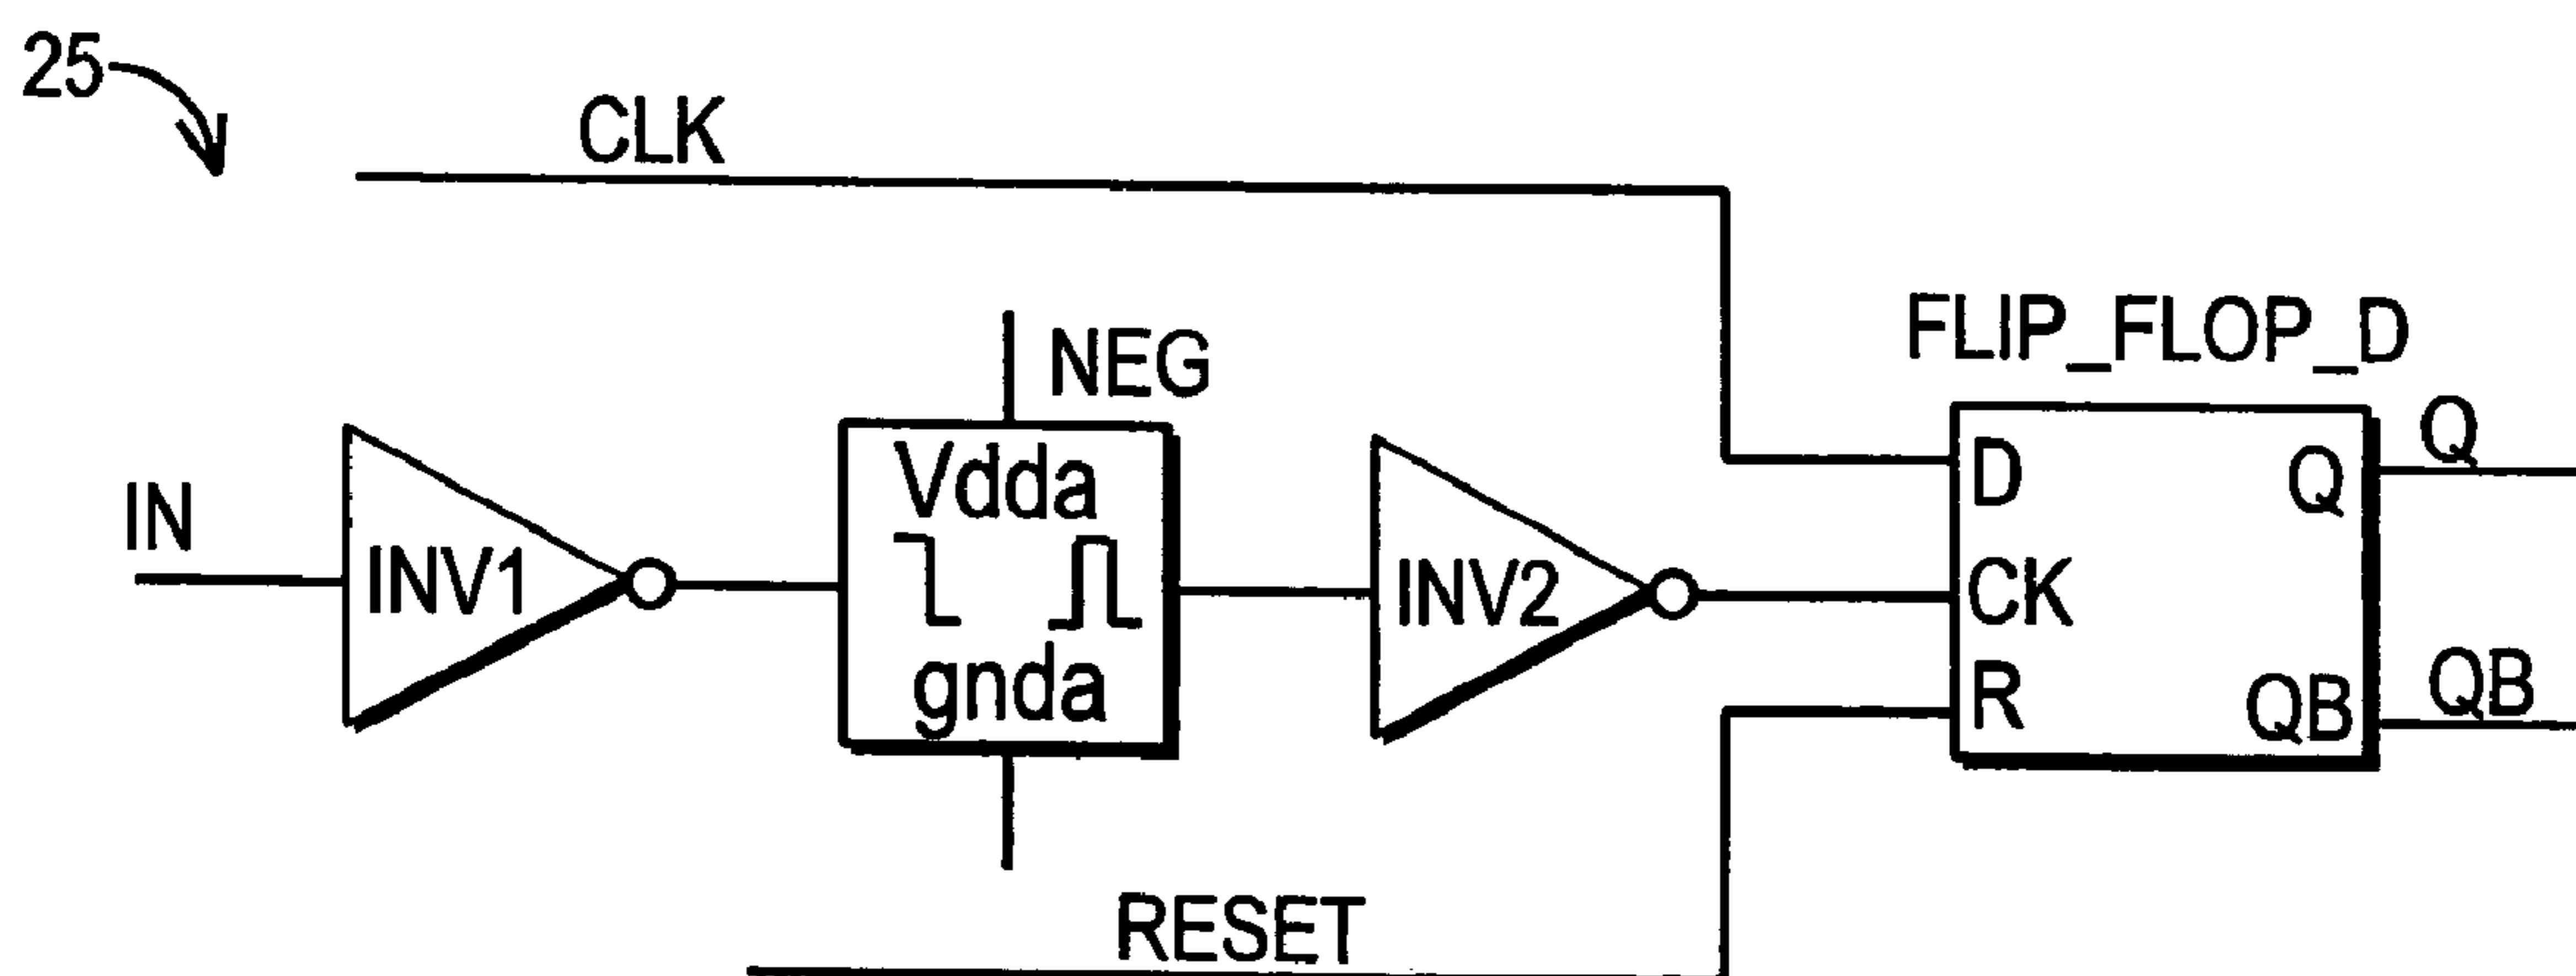 25
CLK
NEG
FLIP_FLOP_D
IN
INV1
Vdda
gnda
INV2
D
CK
R
Q
QB
Q
QB
RESET